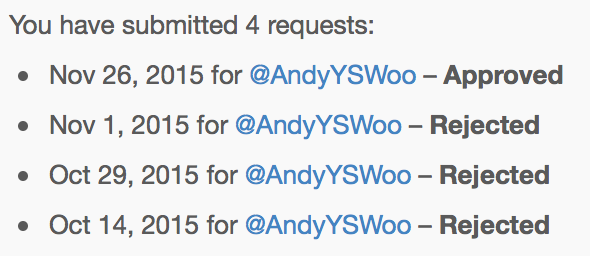 You have submitted 4 requests:
• Nov 26, 2015 for @AndyYSWoo – Approved
• Nov 1, 2015 for @AndyYSWoo – Rejected
• Oct 29, 2015 for @AndyYSWoo – Rejected
• Oct 14, 2015 for @AndyYSWoo – Rejected